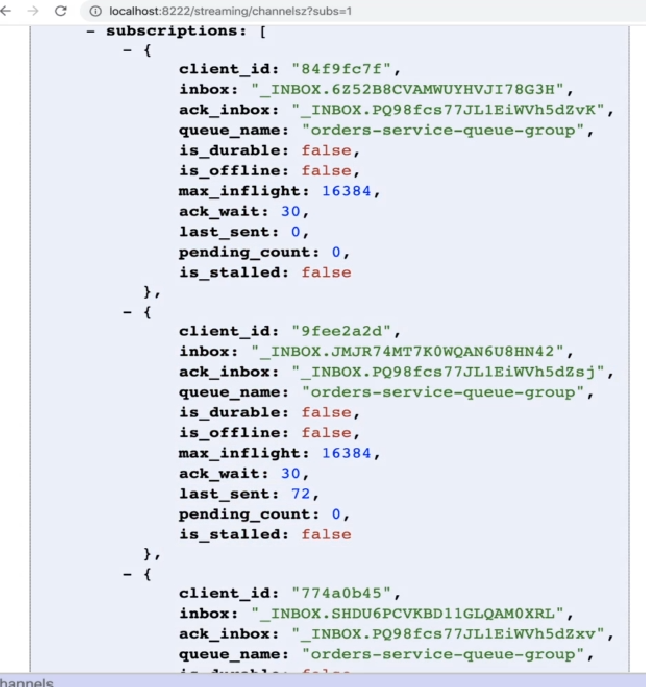 localhost:8222/streaming/channelsz?subs=1
- subscriptions: [
- {
client_id: "84f9fc7f",
inbox: "_INBOX.6Z52B8CVAMWUYHVJI78G3H",
ack_inbox: "_INBOX.PQ98fcs77JL1EiWVh5dZvK",
queue_name: "orders-service-queue-group",
is_durable: false,
is_offline: false,
max_inflight: 16384,
ack_wait: 30,
last_sent: 0,
pending_count: 0,
is_stalled: false
},
- {
client_id: "9fee2a2d",
inbox: "_INBOX.JMJR74MT7K0WQAN6U8HN42",
ack_inbox: "_INBOX.PQ98fcs77JL1EiWVh5dZsj",
queue_name: "orders-service-queue-group",
is_durable: false,
is_offline: false,
max_inflight: 16384,
ack_wait: 30,
last_sent: 72,
pending_count: 0,
is_stalled: false
},
- {
client_id: "774a0b45",
inbox: "_INBOX.SHDU6PCVKBD11GLQAM0XRL",
ack_inbox: "_INBOX.PQ98fcs77JL1EiWVh5dZxv",
queue_name: "orders-service-queue-group",